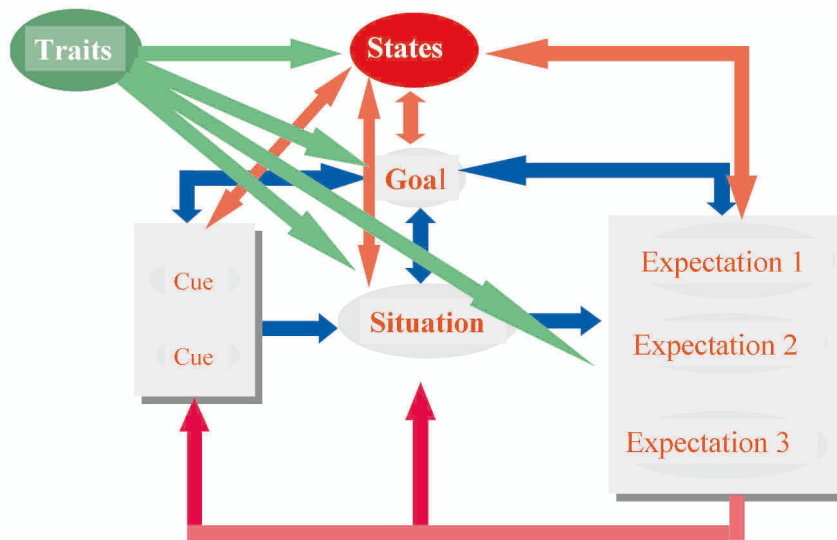 Traits
States
Goal
Cue
Cue
Situation
Expectation 1
Expectation 2
Expectation 3